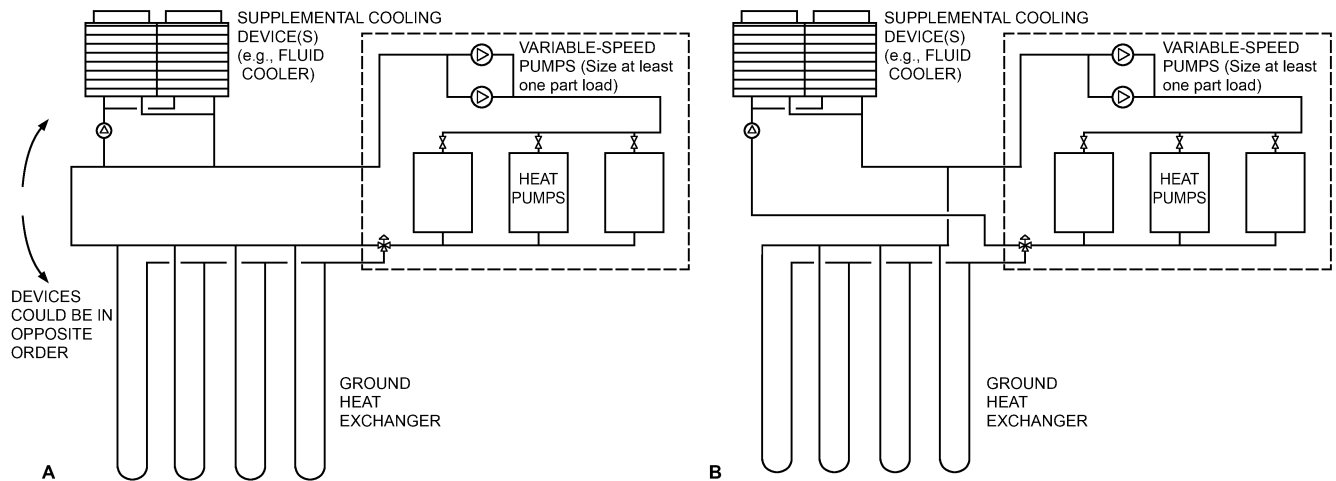 SUPPLEMENTAL COOLING
DEVICE(S)
(e.g., FLUID
COOLER)
VARIABLE-SPEED
PUMPS (Size at least
one part load)
HEAT
PUMPS
DEVICES
COULD BE IN
OPPOSITE
ORDER
GROUND
HEAT
EXCHANGER
A
SUPPLEMENTAL COOLING
DEVICE(S)
(e.g., FLUID
COOLER)
VARIABLE-SPEED
PUMPS (Size at least
one part load)
HEAT
PUMPS
GROUND
HEAT
EXCHANGER
B